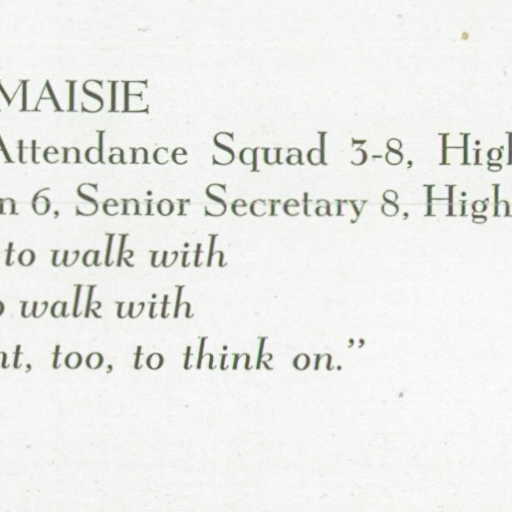 MAISIE
Attendance Squad 3-8, High
n 6, Senior Secretary 8, High
to walk with
walk with
nt, too, to think on.”